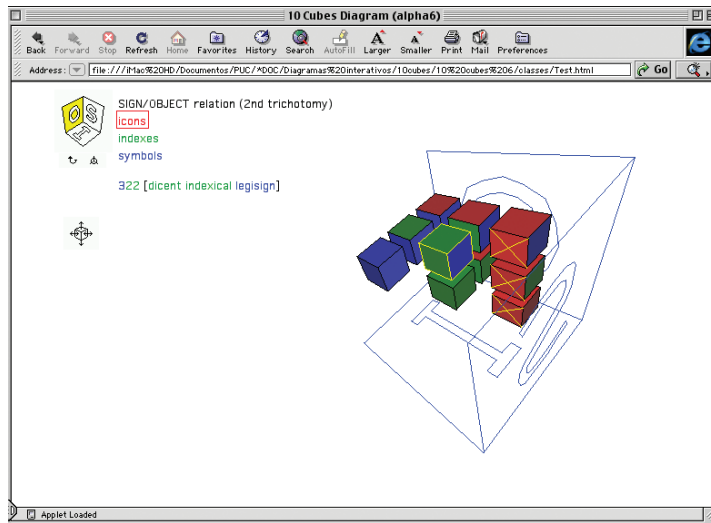 10 Cubes Diagram (alpha6)
Back Forward Stop Refresh Home Favorites History Search AutoFill Larger Smaller Print Mail Preferences
Address: file:///iMac%20HD/Documentos/PUC/*DOC/Diagramas%20interativos/10cubes/10%20cubes%206/classes/Test.html Go
SIGN/OBJECT relation (2nd trichotomy)
icons
indexes
symbols
322 [dicent indexical legisign]
O S I
I O
Applet Loaded